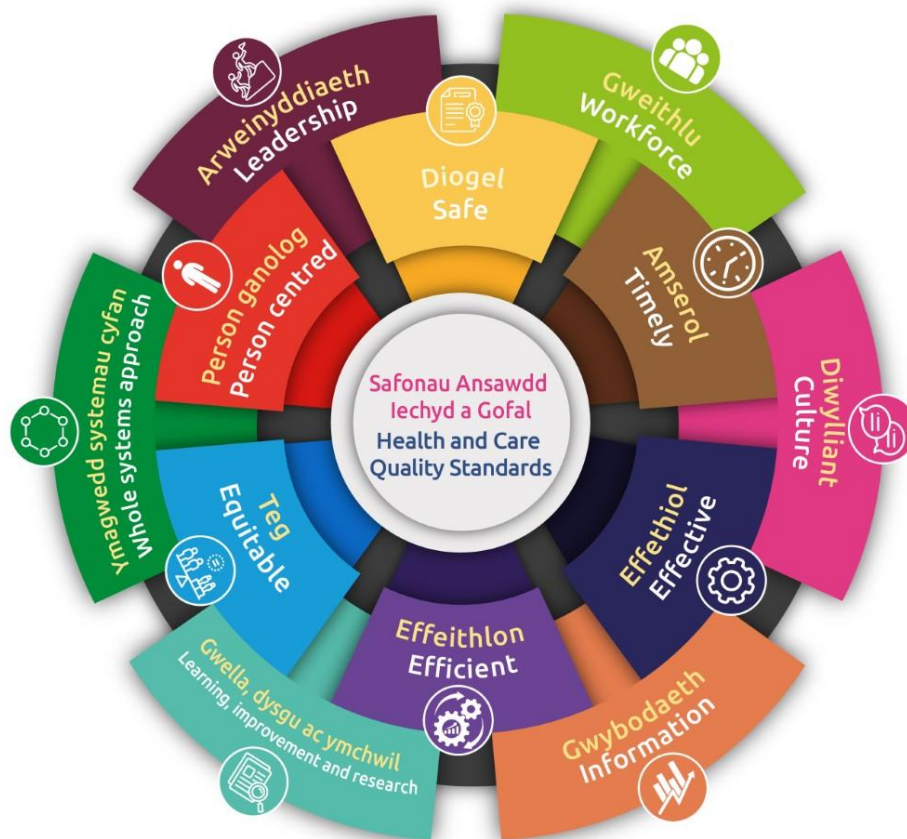 Safonau Ansawdd
Iechyd a Gofal
Health and Care
Quality Standards
Diogel
Safe
Amserol
Timely
Effethiol
Effective
Effeithlon
Efficient
Teg
Equitable
Person ganolog
Person centred
Arweinyddiaeth
Leadership
Gweithlu
Workforce
Diwylliant
Culture
Gwybodaeth
Information
Gwella, dysgu ac ymchwil
Learning, improvement and research
Ymagwedd systemau cyfan
Whole systems approach